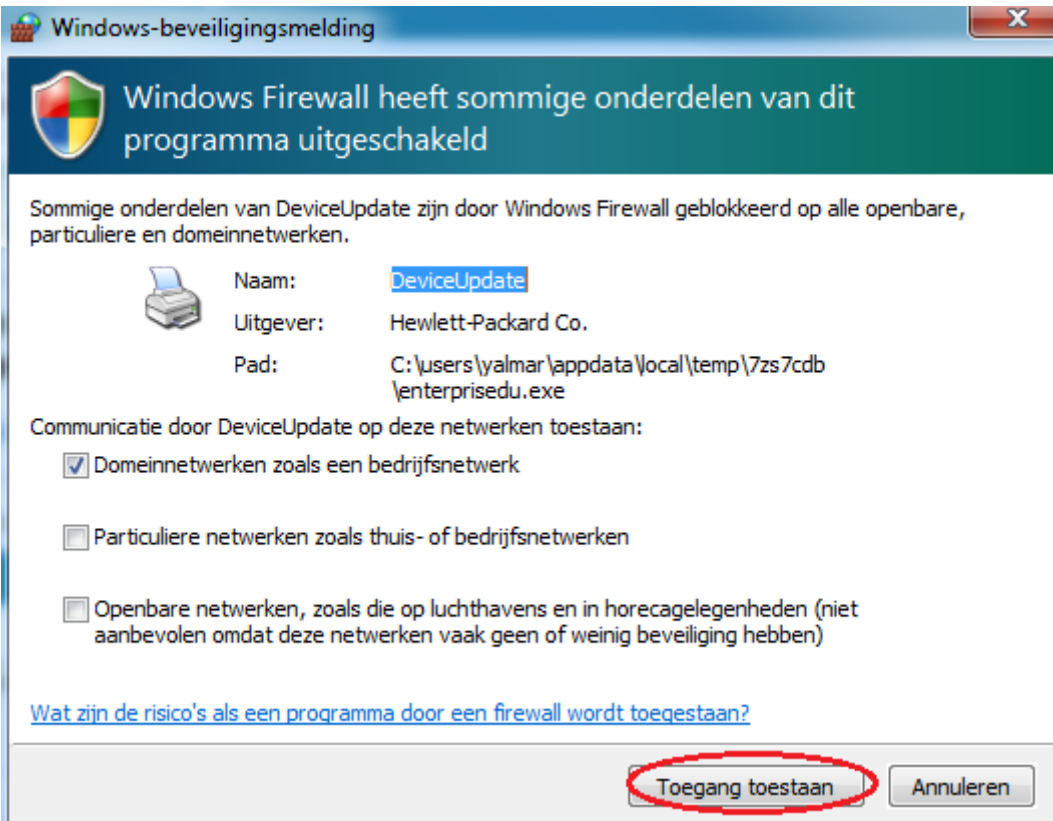 Windows-beveiligingsmelding
Windows Firewall heeft sommige onderdelen van dit
programma uitgeschakeld
Sommige onderdelen van DeviceUpdate zijn door Windows Firewall geblokkeerd op alle openbare,
particuliere en domeinnetwerken.
Naam: DeviceUpdate
Uitgever: Hewlett-Packard Co.
Pad: C:\users\yalmar\appdata\local\temp\7zs7cdb
\enterprisedu.exe
Communicatie door DeviceUpdate op deze netwerken toestaan:
Domeinnetwerken zoals een bedrijfsnetwerk
Particuliere netwerken zoals thuis- of bedrijfsnetwerken
Openbare netwerken, zoals die op luchthavens en in horecagelegenheden (niet
aanbevolen omdat deze netwerken vaak geen of weinig beveiliging hebben)
Wat zijn de risico's als een programma door een firewall wordt toegestaan?
Toegang toestaan Annuleren